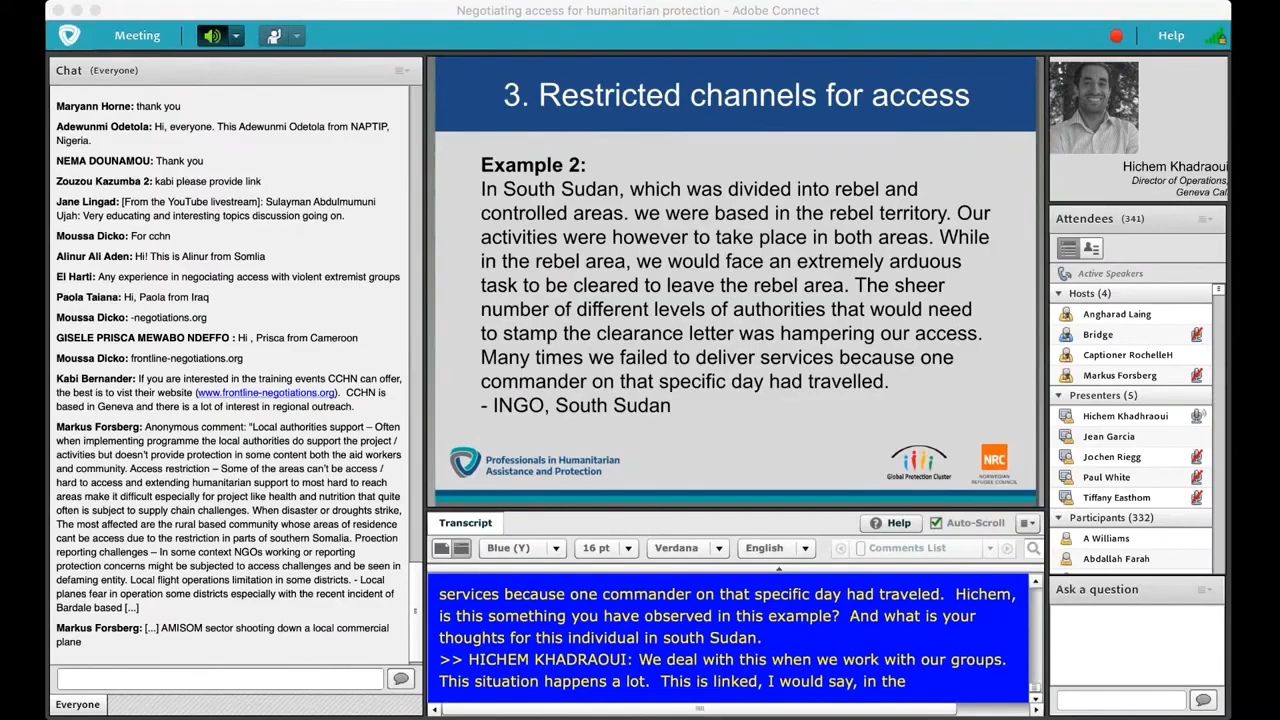 Negotiating access for humanitarian protection - Adobe Connect
Meeting
Help
Chat (Everyone)
Maryann Horne: thank you
Adewunmi Odetola: Hi, everyone. This Adewunmi Odetola from NAPTIP,
Nigeria.
NEMA DOUNAMOU: Thank you
Zouzou Kazumba 2: kabi please provide link
Jane Lingad: [From the YouTube livestream]: Sulayman Abdulmumuni
Ujah: Very educating and interesting topics discussion going on.
Moussa Dicko: For cchn
Alinur Ali Aden: Hi! This is Alinur from Somlia
El Harti: Any experience in negociating access with violent extremist groups
Paola Taiana: Hi, Paola from Iraq
Moussa Dicko: -negotiations.org
GISELE PRISCA MEWABO NDEFFO : Hi , Prisca from Cameroon
Moussa Dicko: frontline-negotiations.org
Kabi Bernander: If you are interested in the training events CCHN can offer,
the best is to vist their website (www.frontline-negotiations.org). CCHN is
based in Geneva and there is a lot of interest in regional outreach.
Markus Forsberg: Anonymous comment: "Local authorities support – Often
when implementing programme the local authorities do support the project /
activities but doesn't provide protection in some content both the aid workers
and community. Access restriction – Some of the areas can't be access /
hard to access and extending humanitarian support to most hard to reach
areas make it difficult especially for project like health and nutrition that quite
often is subject to supply chain challenges. When disaster or droughts strike,
The most affected are the rural based community whose areas of residence
cant be access due to the restriction in parts of southern Somalia. Proection
reporting challenges – In some context NGOs working or reporting
protection concerns might be subjected to access challenges and be seen in
defaming entity. Local flight operations limitation in some districts. - Local
planes fear in operation some districts especially with the recent incident of
Bardale based [...]
Markus Forsberg: [...] AMISOM sector shooting down a local commercial
plane
Everyone
3. Restricted channels for access
Example 2:
In South Sudan, which was divided into rebel and
controlled areas. we were based in the rebel territory. Our
activities were however to take place in both areas. While
in the rebel area, we would face an extremely arduous
task to be cleared to leave the rebel area. The sheer
number of different levels of authorities that would need
to stamp the clearance letter was hampering our access.
Many times we failed to deliver services because one
commander on that specific day had travelled.
- INGO, South Sudan
Professionals in Humanitarian
Assistance and Protection
Global Protection Cluster
NRC
NORWEGIAN
REFUGEE COUNCIL
Transcript
Help
Auto-Scroll
Blue (Y)
16 pt
Verdana
English
Comments List
services because one commander on that specific day had traveled. Hichem,
is this something you have observed in this example? And what is your
thoughts for this individual in south Sudan.
>> HICHEM KHADRAOUI: We deal with this when we work with our groups.
This situation happens a lot. This is linked, I would say, in the
Hichem Khadraoui
Director of Operations,
Geneva Cal
Attendees (341)
Active Speakers
Hosts (4)
Angharad Laing
Bridge
Captioner RochelleH
Markus Forsberg
Presenters (5)
Hichem Khadhraoui
Jean Garcia
Jochen Riegg
Paul White
Tiffany Easthom
Participants (332)
A Williams
Abdallah Farah
Ask a question